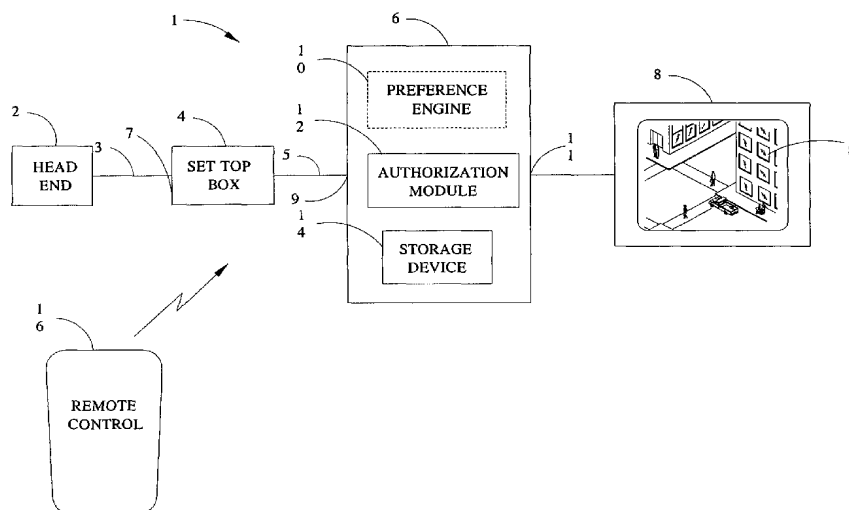 1
6
8
1
0
PREFERENCE
ENGINE
2
HEAD
END
3
7
4
SET TOP
BOX
5
9
1
2
AUTHORIZATION
MODULE
1
1
1
4
STORAGE
DEVICE
1
6
REMOTE
CONTROL